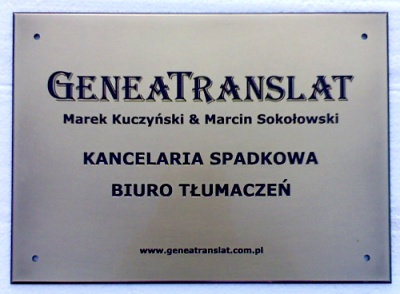 GENEATRANSLAT
Marek Kuczyński & Marcin Sokołowski
KANCELARIA SPADKOWA
BIURO TŁUMACZEŃ
www.geneatranslat.com.pl